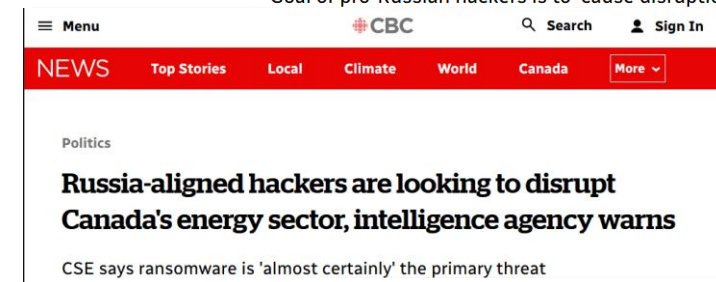 Goal of pro-Russian hackers is to 'cause disruptio
Menu CBC Search Sign In
NEWS Top Stories Local Climate World Canada More
Politics
Russia-aligned hackers are looking to disrupt
Canada's energy sector, intelligence agency warns
CSE says ransomware is 'almost certainly' the primary threat